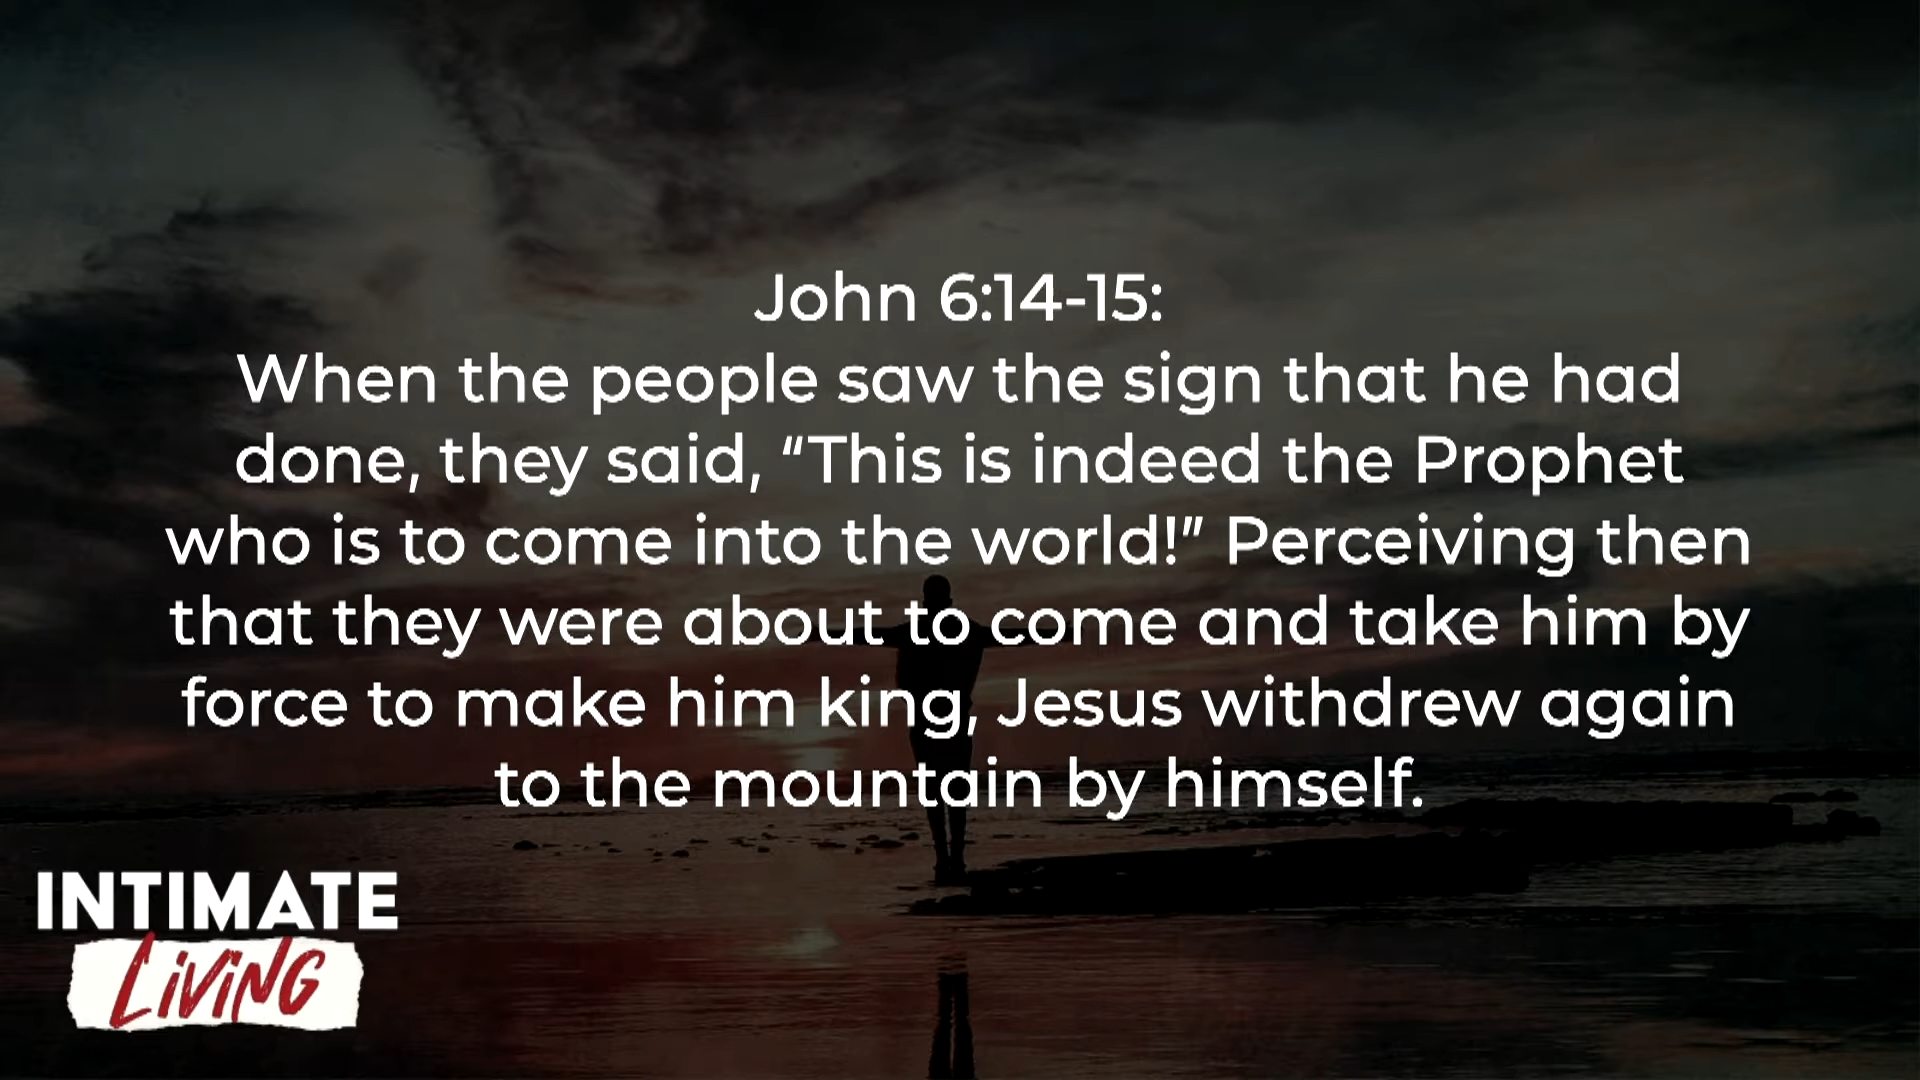 John 6:14-15:
When the people saw the sign that he had
done, they said, “This is indeed the Prophet
who is to come into the world!” Perceiving then
that they were about to come and take him by
force to make him king, Jesus withdrew again
to the mountain by himself.
INTIMATE
LiViNG